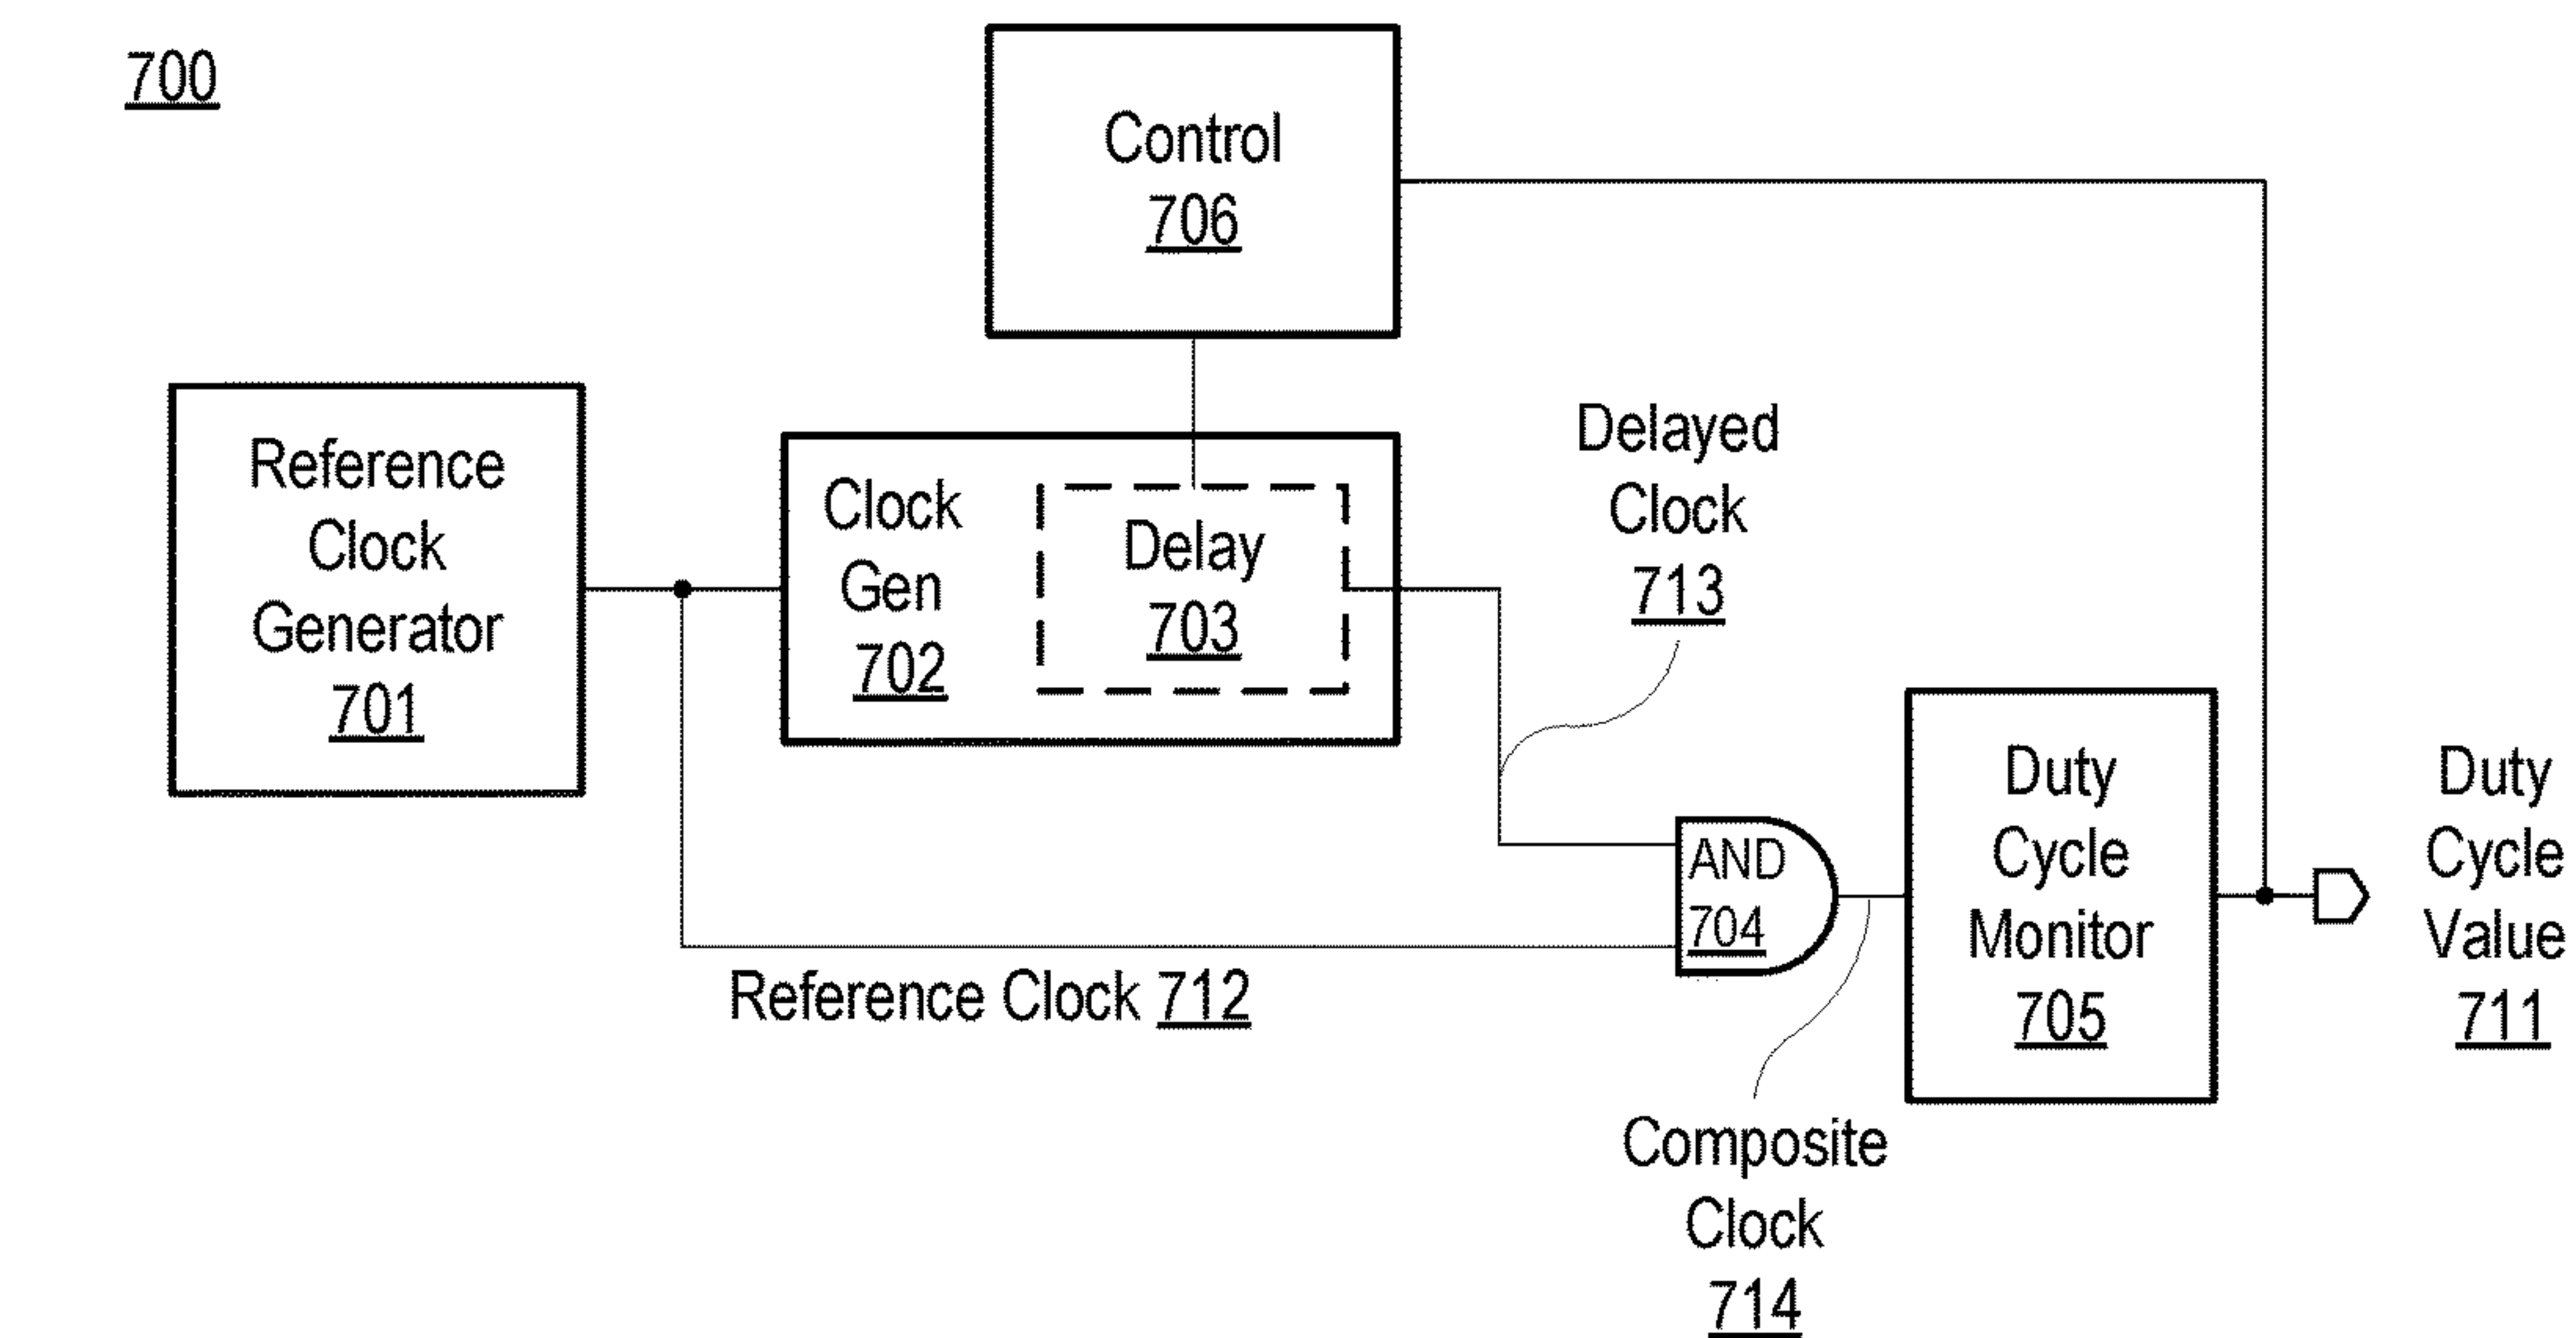 700
Control
706
Reference
Clock
Generator
701
Clock
Gen
702
Delay
703
Delayed
Clock
713
AND
704
Reference Clock 712
Duty
Cycle
Monitor
705
Duty
Cycle
Value
711
Composite
Clock
714